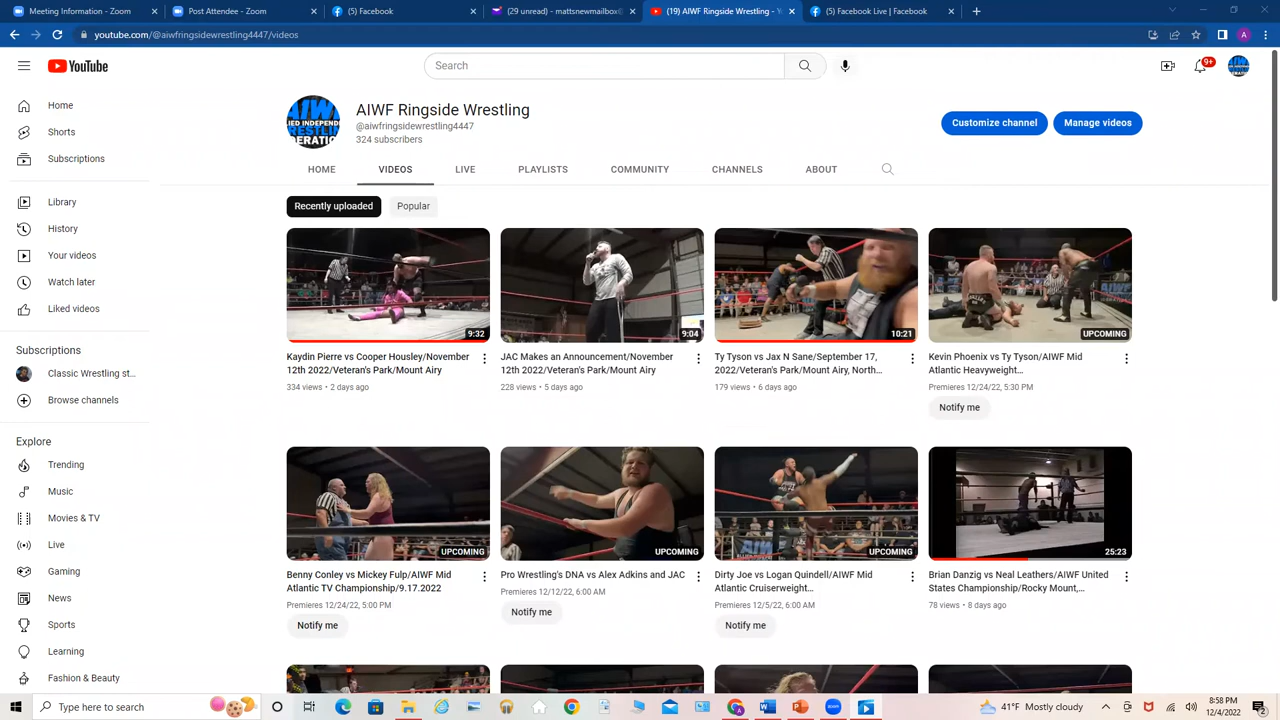 Meeting - Zoom
Post Attendee - Zoom
(3) Facebook
(29 unread) - mattsnewmailbox@
(19) AIWF Ringside Wrestling - Y
(5) Facebook Live | Facebook
youtube.com/@aiwfringsidewrestling4447/videos
YouTube
Search
9+
Home
Shorts
Subscriptions
Library
History
Your videos
Watch later
Liked videos
Subscriptions
Classic Wrestling st...
Browse channels
Explore
Trending
Music
Movies & TV
Live
Gaming
News
Sports
Learning
Fashion & Beauty
AIWF
LIED INDEPENDE
RESTLING
DERATIO
AIWF Ringside Wrestling
@aiwfringsidewrestling4447
324 subscribers
Customize channel
Manage videos
HOME
VIDEOS
LIVE
PLAYLISTS
COMMUNITY
CHANNELS
ABOUT
Recently uploaded
Popular
9:32
Kaydin Pierre vs Cooper Housley/November
12th 2022/Veteran's Park/Mount Airy
334 views • 2 days ago
9:04
JAC Makes an Announcement/November
12th 2022/Veteran's Park/Mount Airy
228 views • 5 days ago
10:21
Ty Tyson vs Jax N Sane/September 17,
2022/Veteran's Park/Mount Airy, North...
179 views • 6 days ago
UPCOMING
Kevin Phoenix vs Ty Tyson/AIWF Mid
Atlantic Heavyweight...
Premieres 12/24/22, 5:30 PM
Notify me
UPCOMING
Benny Conley vs Mickey Fulp/AIWF Mid
Atlantic TV Championship/9.17.2022
Premieres 12/24/22, 5:00 PM
Notify me
UPCOMING
Pro Wrestling's DNA vs Alex Adkins and JAC
Premieres 12/12/22, 6:00 AM
Notify me
UPCOMING
Dirty Joe vs Logan Quindell/AIWF Mid
Atlantic Cruiserweight...
Premieres 12/5/22, 6:00 AM
Notify me
25:23
Brian Danzig vs Neal Leathers/AIWF United
States Championship/Rocky Mount,...
78 views • 8 days ago
Type here to search
41°F Mostly cloudy
8:58 PM
12/4/2022